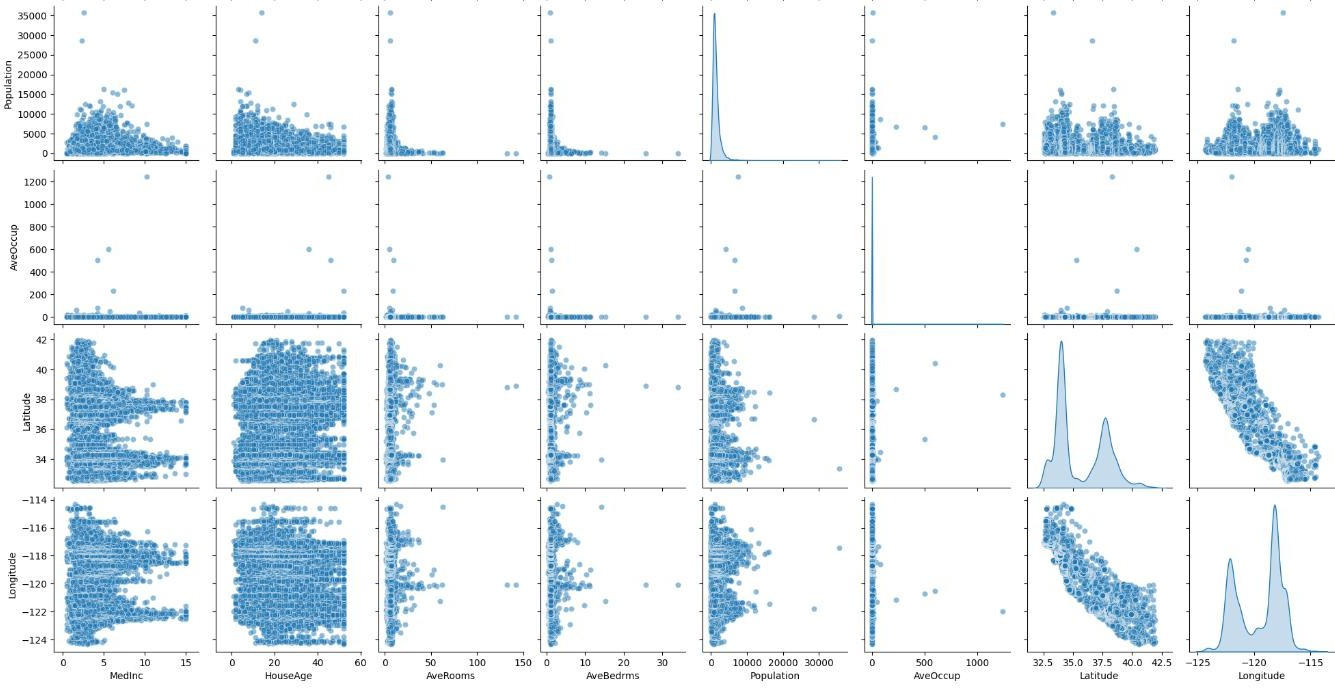 35000
30000
25000
20000
15000
10000
5000
0
Population
1200
1000
800
600
400
200
0
AveOccup
42
40
38
36
34
Latitude
−114
−116
−118
−120
−122
−124
Longitude
0 5 10 15
MedInc
0 20 40 60
HouseAge
0 50 100 150
AveRooms
0 10 20 30
AveBedrms
0 10000 20000 30000
Population
0 500 1000
AveOccup
32.5 35.0 37.5 40.0 42.5
Latitude
−125 −120 −115
Longitude